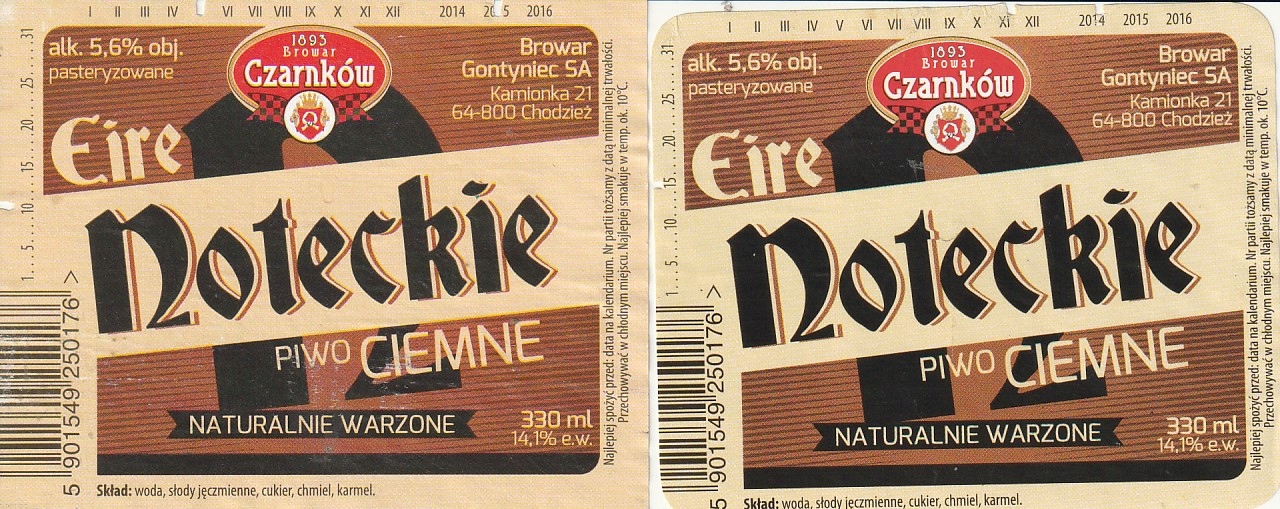 I II III IV VI VII VIII IX X XI XII 2014 2015 2016
1....5.....10.....15.....20.....25.....31
alk. 5,6% obj.
pasteryzowane
1893
Browar
Czarnków
Browar
Gontyniec SA
Kamionka 21
64-800 Chodzież
Eire
Noteckie
PIWO CIEMNE
NATURALNIE WARZONE
330 ml
14,1% e.w.
Skład: woda, słody jęczmienne, cukier, chmiel, karmel.
5 901549 250176 >
Najlepiej spożyć przed: data na kalendarium. Nr partii tożsamy z datą minimalnej trwałości.
Przechowywać w chłodnym miejscu. Najlepiej smakuje w temp. ok. 10°C.
I II III IV V VI VII VIII IX X XI XII 2014 2015 2016
1....5.....10.....15.....20.....25.....31
alk. 5,6% obj.
pasteryzowane
1893
Browar
Czarnków
Browar
Gontyniec SA
Kamionka 21
64-800 Chodzież
Eire
Noteckie
PIWO CIEMNE
NATURALNIE WARZONE
330 ml
14,1% e.w.
Skład: woda, słody jęczmienne, cukier, chmiel, karmel.
5 901549 250176 >
Najlepiej spożyć przed: data na kalendarium. Nr partii tożsamy z datą minimalnej trwałości.
Przechowywać w chłodnym miejscu. Najlepiej smakuje w temp. ok. 10°C.